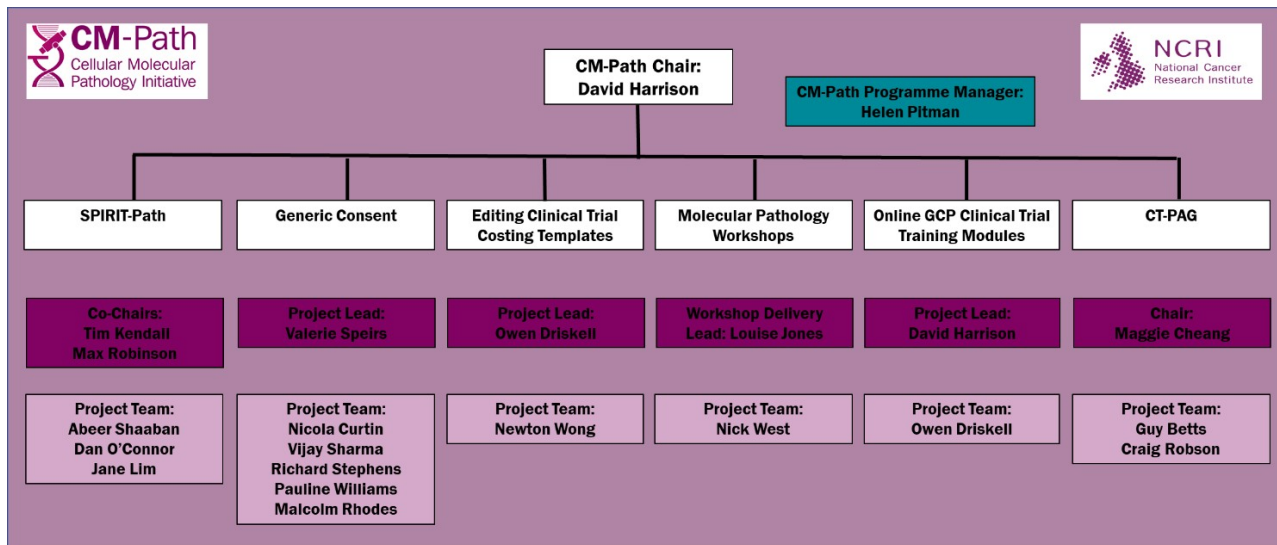 CM-Path
Cellular Molecular
Pathology Initiative
CM-Path Chair:
David Harrison
CM-Path Programme Manager:
Helen Pitman
NCRI
National Cancer
Research Institute
SPIRIT-Path
Generic Consent
Editing Clinical Trial
Costing Templates
Molecular Pathology
Workshops
Online GCP Clinical Trial
Training Modules
CT-PAG
Co-Chairs:
Tim Kendall
Max Robinson
Project Lead:
Valerie Speirs
Project Lead:
Owen Driskell
Workshop Delivery
Lead: Louise Jones
Project Lead:
David Harrison
Chair:
Maggie Cheang
Project Team:
Abeer Shaaban
Dan O’Connor
Jane Lim
Project Team:
Nicola Curtin
Vijay Sharma
Richard Stephens
Pauline Williams
Malcolm Rhodes
Project Team:
Newton Wong
Project Team:
Nick West
Project Team:
Owen Driskell
Project Team:
Guy Betts
Craig Robson